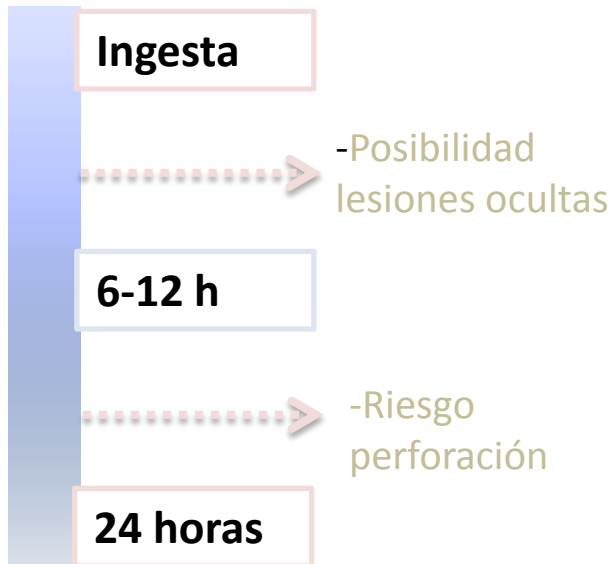 Ingesta
-Posibilidad
lesiones ocultas
6-12 h
-Riesgo
perforación
24 horas